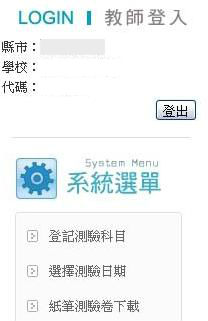 LOGIN | 教師登入
縣市：
學校：
代碼：
登出
System Menu
系統選單
登記測驗科目
選擇測驗日期
紙筆測驗卷下載